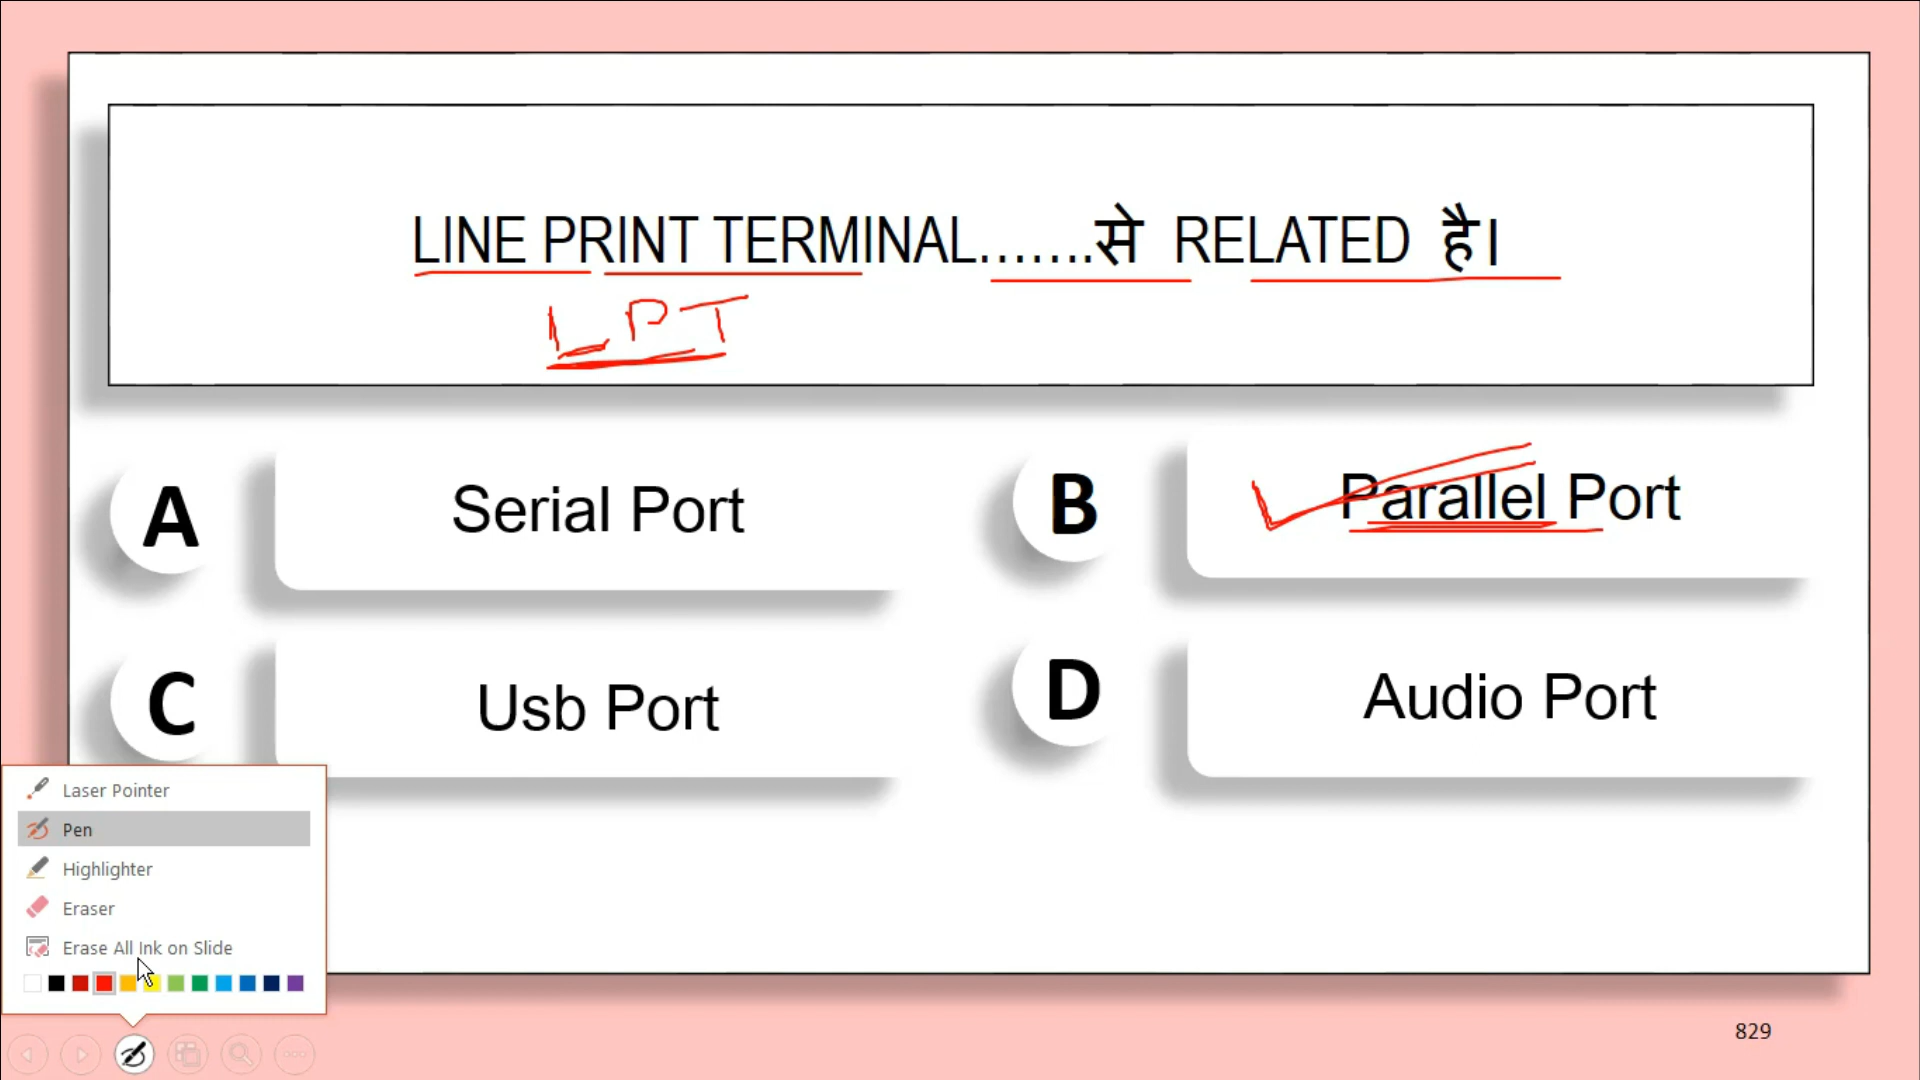 LINE PRINT TERMINAL.......से RELATED है।
LPT
A Serial Port
B Parallel Port
C Usb Port
D Audio Port
Laser Pointer
Pen
Highlighter
Eraser
Erase All Ink on Slide
829